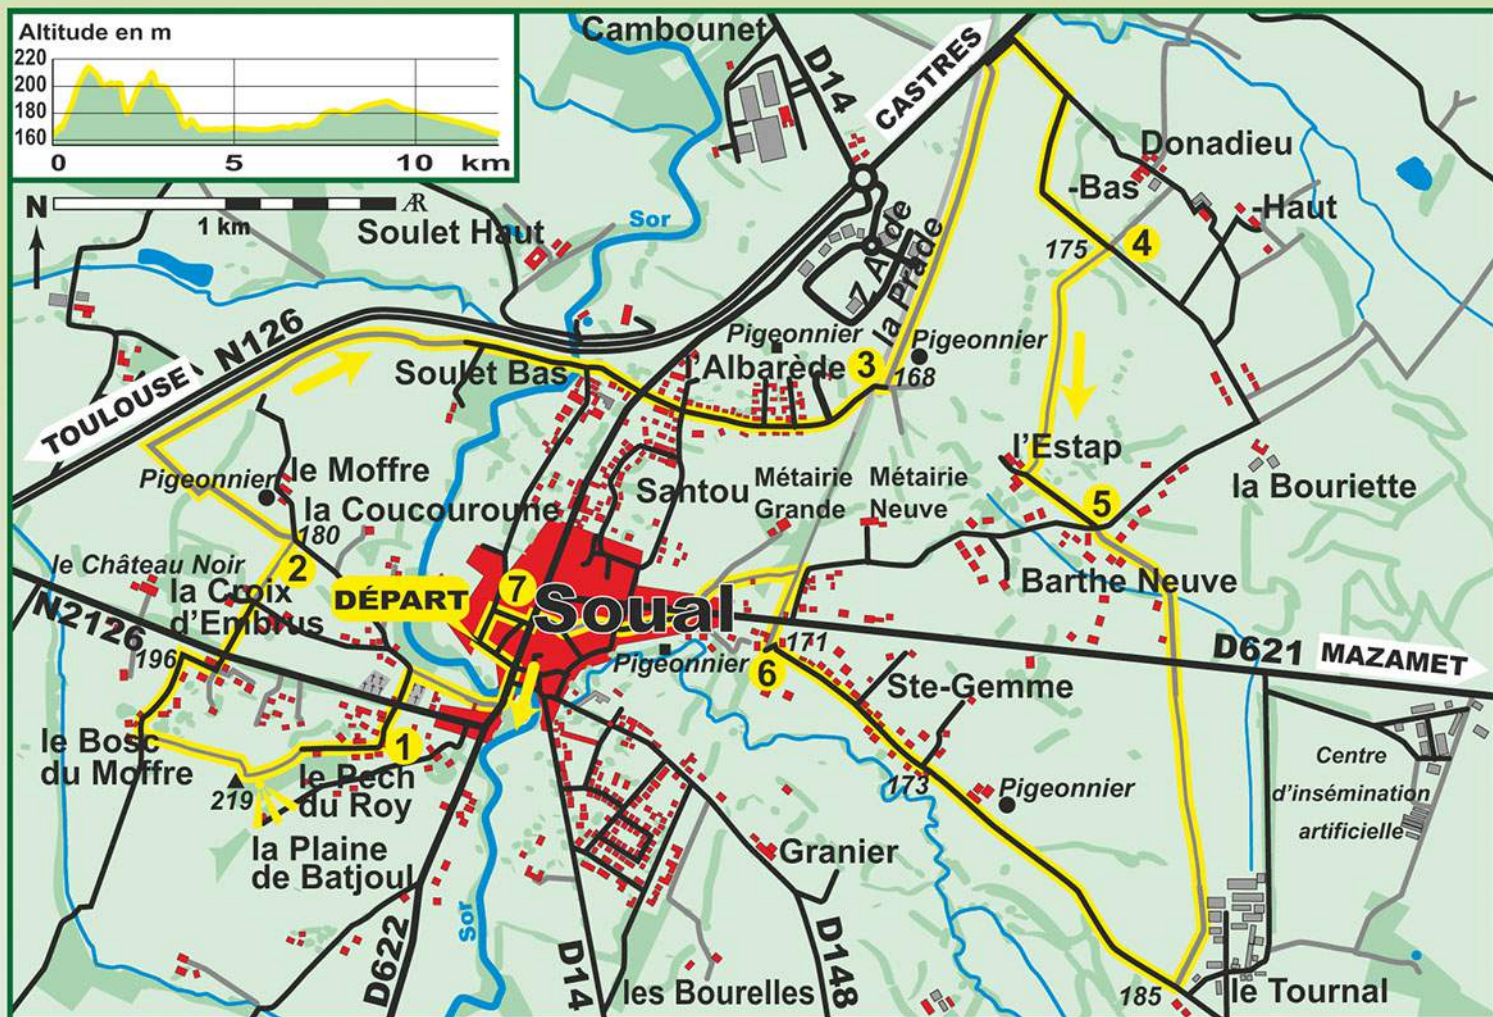 Altitude en m
220
200
180
160
0 5 10 km
N
1 km
Cambounet
D14
CASTRES
Sor
Soulet Haut
Donadieu
-Bas
-Haut
175
4
Z.A. de
la Prade
N126
TOULOUSE
Soulet Bas
Pigeonnier
l'Albarède
3
168
Pigeonnier
Pigeonnier
le Moffre
la Coucouroune
180
2
Santou
Métairie
Grande
Métairie
Neuve
l'Estap
5
la Bouriette
Barthe Neuve
le Château Noir
la Croix
d'Embrus
N2126
196
DÉPART
7
Soual
Pigeonnier
171
6
D621
MAZAMET
Ste-Gemme
173
Pigeonnier
le Bosc
du Moffre
1
le Pech
du Roy
219
la Plaine
de Batjoul
Centre
d'insémination
artificielle
Granier
Sor
D622
D14
les Bourelles
D148
185
le Tournal